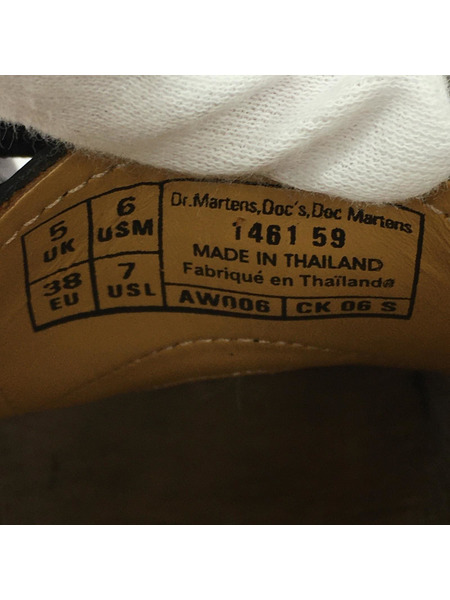 5 UK
6 USM
38 EU
7 USL
Dr.Martens,Doc's,Doc Martens
1461 59
MADE IN THAILAND
Fabriqué en Thaïlande
AW006
CK 06 S